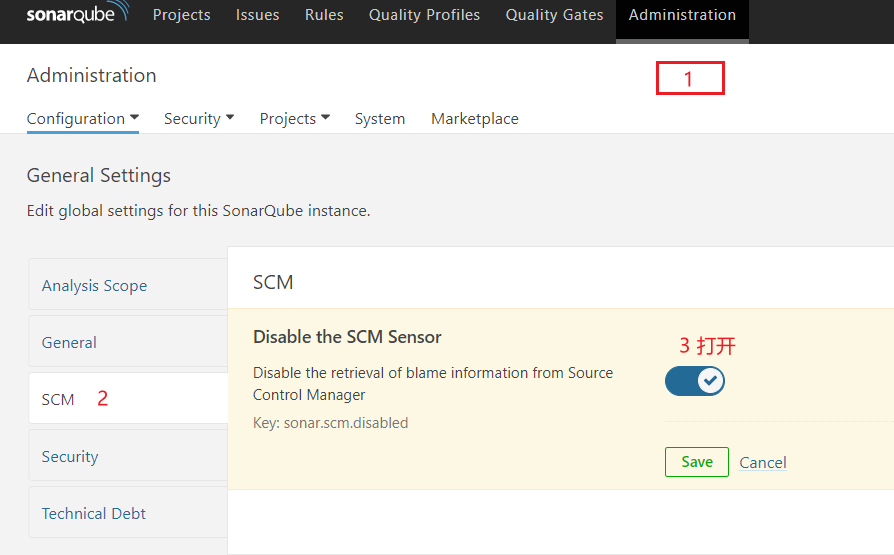 sonarqube Projects Issues Rules Quality Profiles Quality Gates Administration
Administration
1
Configuration Security Projects System Marketplace
General Settings
Edit global settings for this SonarQube instance.
Analysis Scope
General
SCM 2
Security
Technical Debt
SCM
Disable the SCM Sensor
3 打开
Disable the retrieval of blame information from Source
Control Manager
Key: sonar.scm.disabled
Save Cancel